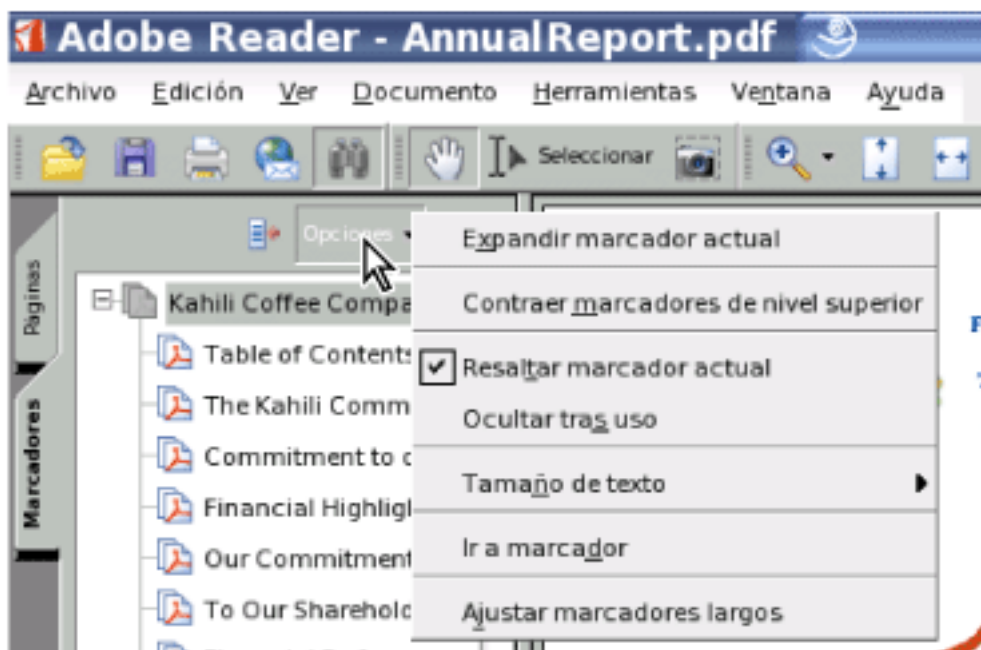 Adobe Reader - AnnualReport.pdf
Archivo Edición Ver Documento Herramientas Ventana Ayuda
Seleccionar
Páginas
Marcadores
Opciones
Kahili Coffee Compa
Table of Contents
The Kahili Comm
Commitment to
Financial Highligh
Our Commitment
To Our Shareholo
Expandir marcador actual
Contraer marcadores de nivel superior
Resaltar marcador actual
Ocultar tras uso
Tamaño de texto
Ir a marcador
Ajustar marcadores largos